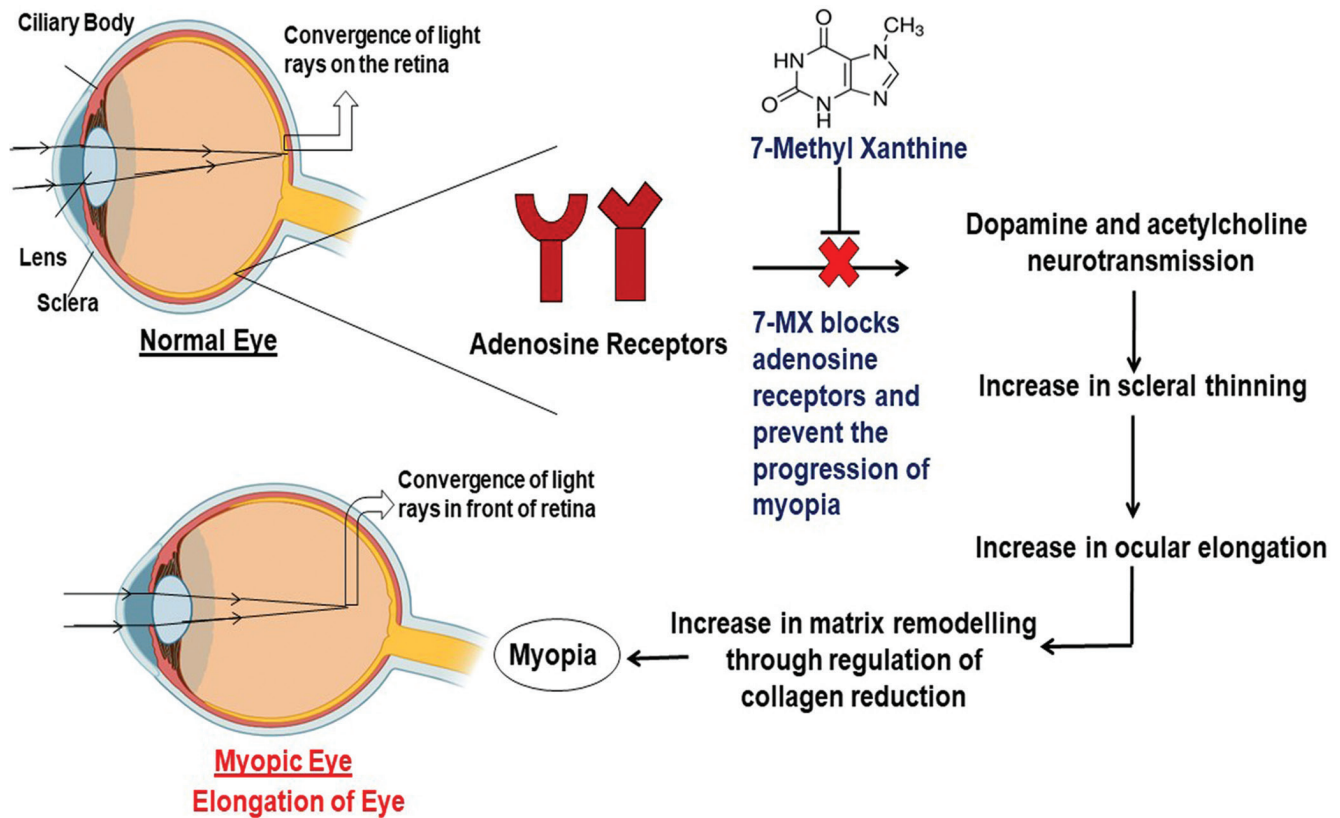 Ciliary Body
Convergence of light
rays on the retina
Lens
Sclera
Normal Eye
O
CH3
N
HN
O
N
H
N
7-Methyl Xanthine
Adenosine Receptors
7-MX blocks
adenosine
receptors and
prevent the
progression of
myopia
Dopamine and acetylcholine
neurotransmission
Increase in scleral thinning
Increase in ocular elongation
Increase in matrix remodelling
through regulation of
collagen reduction
Myopia
Convergence of light
rays in front of retina
Myopic Eye
Elongation of Eye